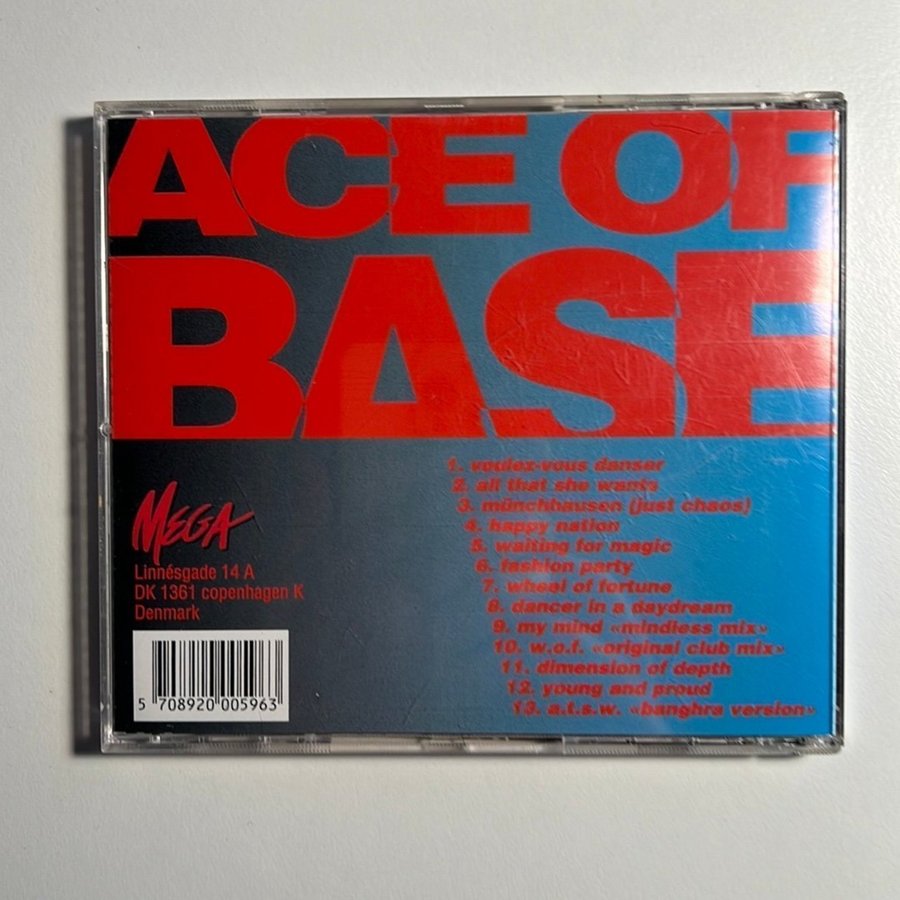 ACE OF
BASE
1. voulez-vous danser
2. all that she wants
3. münchhausen (just chaos)
4. happy nation
5. waiting for magic
6. fashion party
7. wheel of fortune
8. dancer in a daydream
9. my mind «mindless mix»
10. w.o.f. «original club mix»
11. dimension of depth
12. young and proud
13. a.t.s.w. «banghra version»
MEGA
Linnésgade 14 A
DK 1361 copenhagen K
Denmark
5 708920 005963